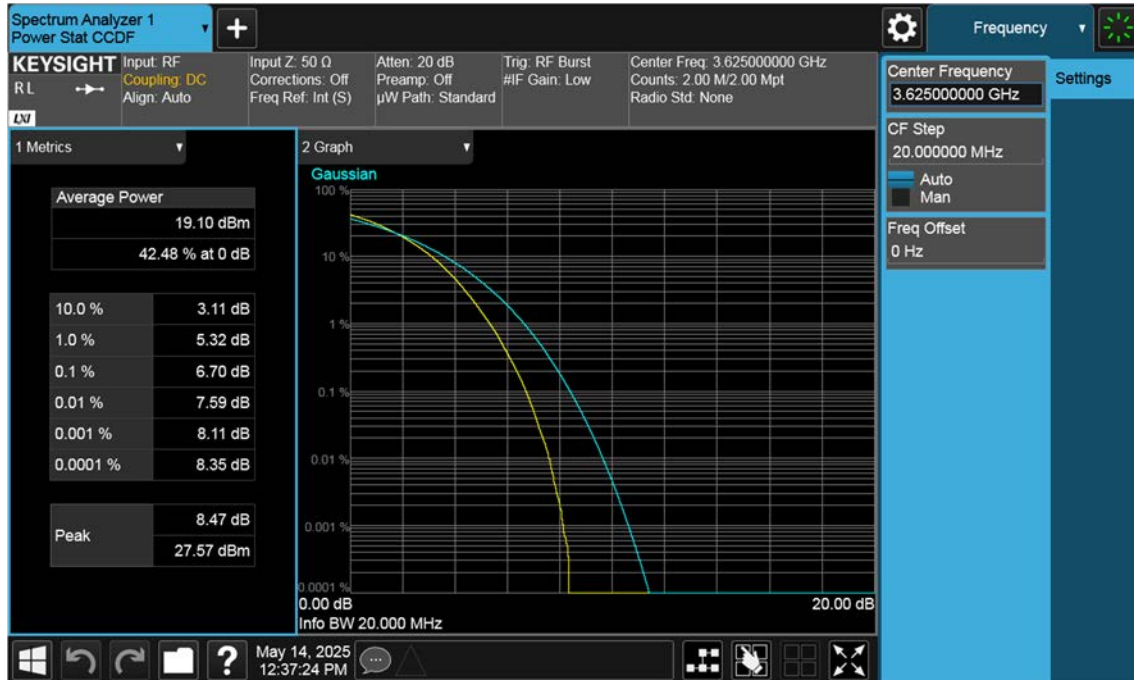 Spectrum Analyzer 1
Power Stat CCDF
+
Frequency
KEYSIGHT
R L
LXI
Input: RF
Coupling: DC
Align: Auto
Input Z: 50 Ω
Corrections: Off
Freq Ref: Int (S)
Atten: 20 dB
Preamp: Off
µW Path: Standard
Trig: RF Burst
#IF Gain: Low
Center Freq: 3.625000000 GHz
Counts: 2.00 M/2.00 Mpt
Radio Std: None
Center Frequency
3.625000000 GHz
Settings
CF Step
20.000000 MHz
Auto
Man
Freq Offset
0 Hz
1 Metrics
Average Power
19.10 dBm
42.48 % at 0 dB
10.0 % 3.11 dB
1.0 % 5.32 dB
0.1 % 6.70 dB
0.01 % 7.59 dB
0.001 % 8.11 dB
0.0001 % 8.35 dB
Peak
8.47 dB
27.57 dBm
2 Graph
Gaussian
100 %
10 %
1 %
0.1 %
0.01 %
0.001 %
0.0001 %
0.00 dB 20.00 dB
Info BW 20.000 MHz
?
May 14, 2025
12:37:24 PM